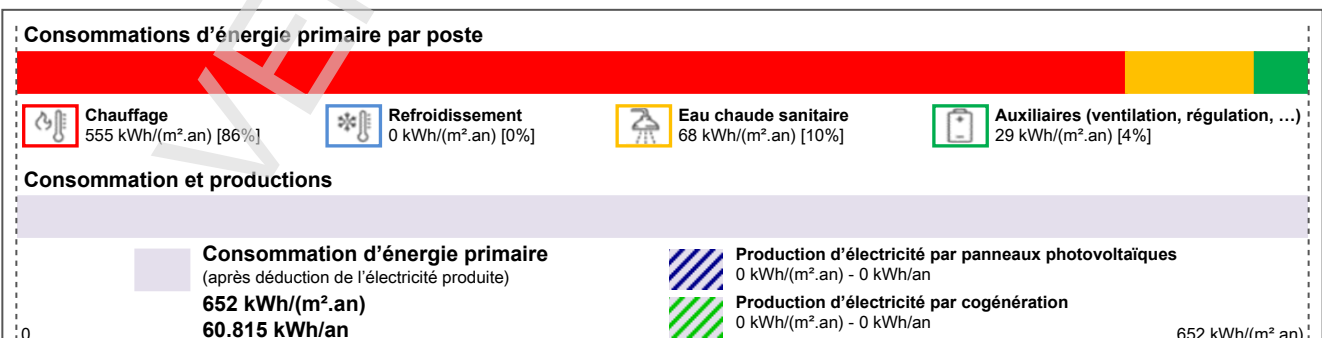 Consommations d’énergie primaire par poste
Chauffage
555 kWh/(m².an) [86%]
Refroidissement
0 kWh/(m².an) [0%]
Eau chaude sanitaire
68 kWh/(m².an) [10%]
Auxiliaires (ventilation, régulation, …)
29 kWh/(m².an) [4%]
Consommation et productions
Consommation d’énergie primaire
(après déduction de l’électricité produite)
652 kWh/(m².an)
60.815 kWh/an
Production d’électricité par panneaux photovoltaïques
0 kWh/(m².an) - 0 kWh/an
Production d’électricité par cogénération
0 kWh/(m².an) - 0 kWh/an
0
652 kWh/(m².an)